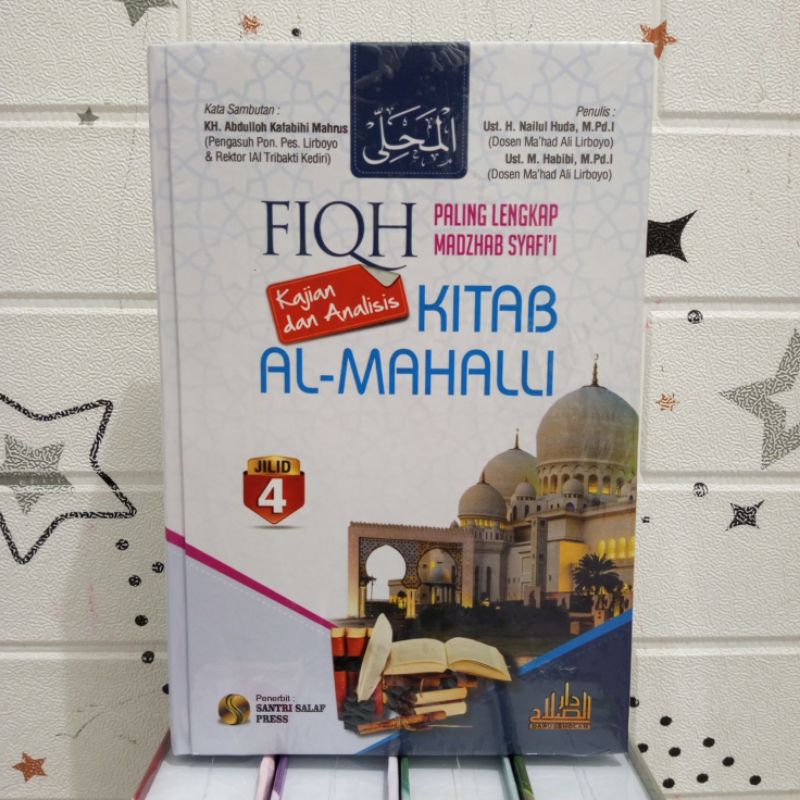 Kata Sambutan :
KH. Abdulloh Kafabihi Mahrus
(Pengasuh Pon. Pes. Lirboyo
& Rektor IAI Tribakti Kediri)
المحلي
Penulis :
Ust. H. Nailul Huda, M.Pd.I
(Dosen Ma'had Ali Lirboyo)
Ust. M. Habibi, M.Pd.I
(Dosen Ma'had Ali Lirboyo)
FIQH
PALING LENGKAP
MADZHAB SYAFI'I
Kajian
dan Analisis
KITAB
AL-MAHALLI
JILID
4
Penerbit :
SANTRI SALAF
PRESS